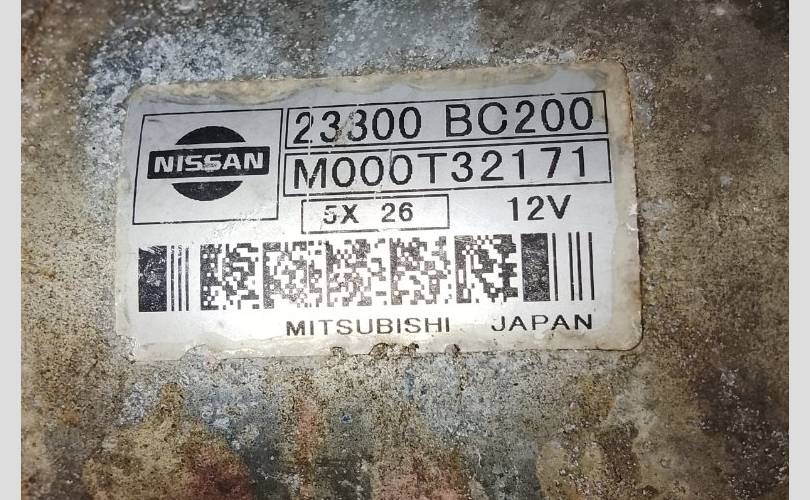 NISSAN
23300 BC200
M000T32171
5X 26 12V
MITSUBISHI JAPAN